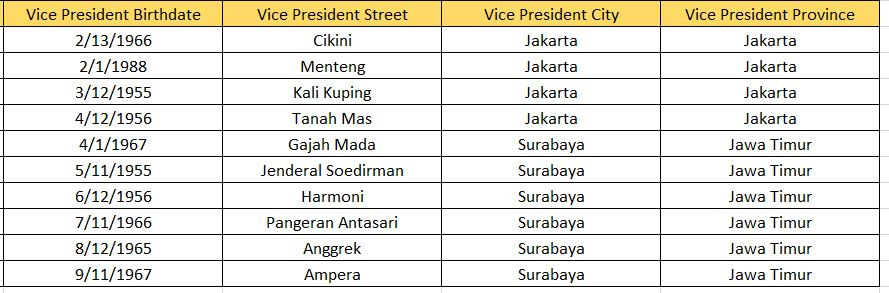 Vice President Birthdate Vice President Street Vice President City Vice President Province
2/13/1966 Cikini Jakarta Jakarta
2/1/1988 Menteng Jakarta Jakarta
3/12/1955 Kali Kuping Jakarta Jakarta
4/12/1956 Tanah Mas Jakarta Jakarta
4/1/1967 Gajah Mada Surabaya Jawa Timur
5/11/1955 Jenderal Soedirman Surabaya Jawa Timur
6/12/1956 Harmoni Surabaya Jawa Timur
7/11/1966 Pangeran Antasari Surabaya Jawa Timur
8/12/1965 Anggrek Surabaya Jawa Timur
9/11/1967 Ampera Surabaya Jawa Timur